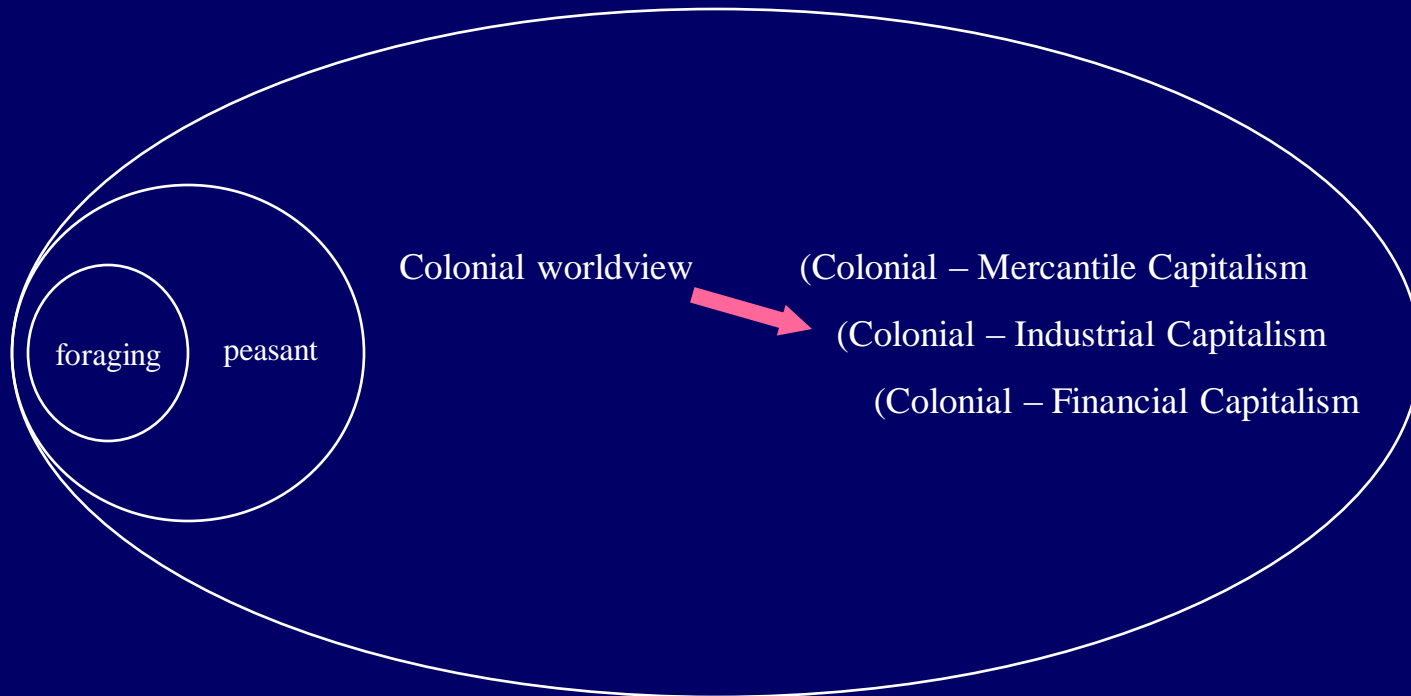 Colonial worldview
(Colonial – Mercantile Capitalism
(Colonial – Industrial Capitalism
foraging
peasant
(Colonial – Financial Capitalism